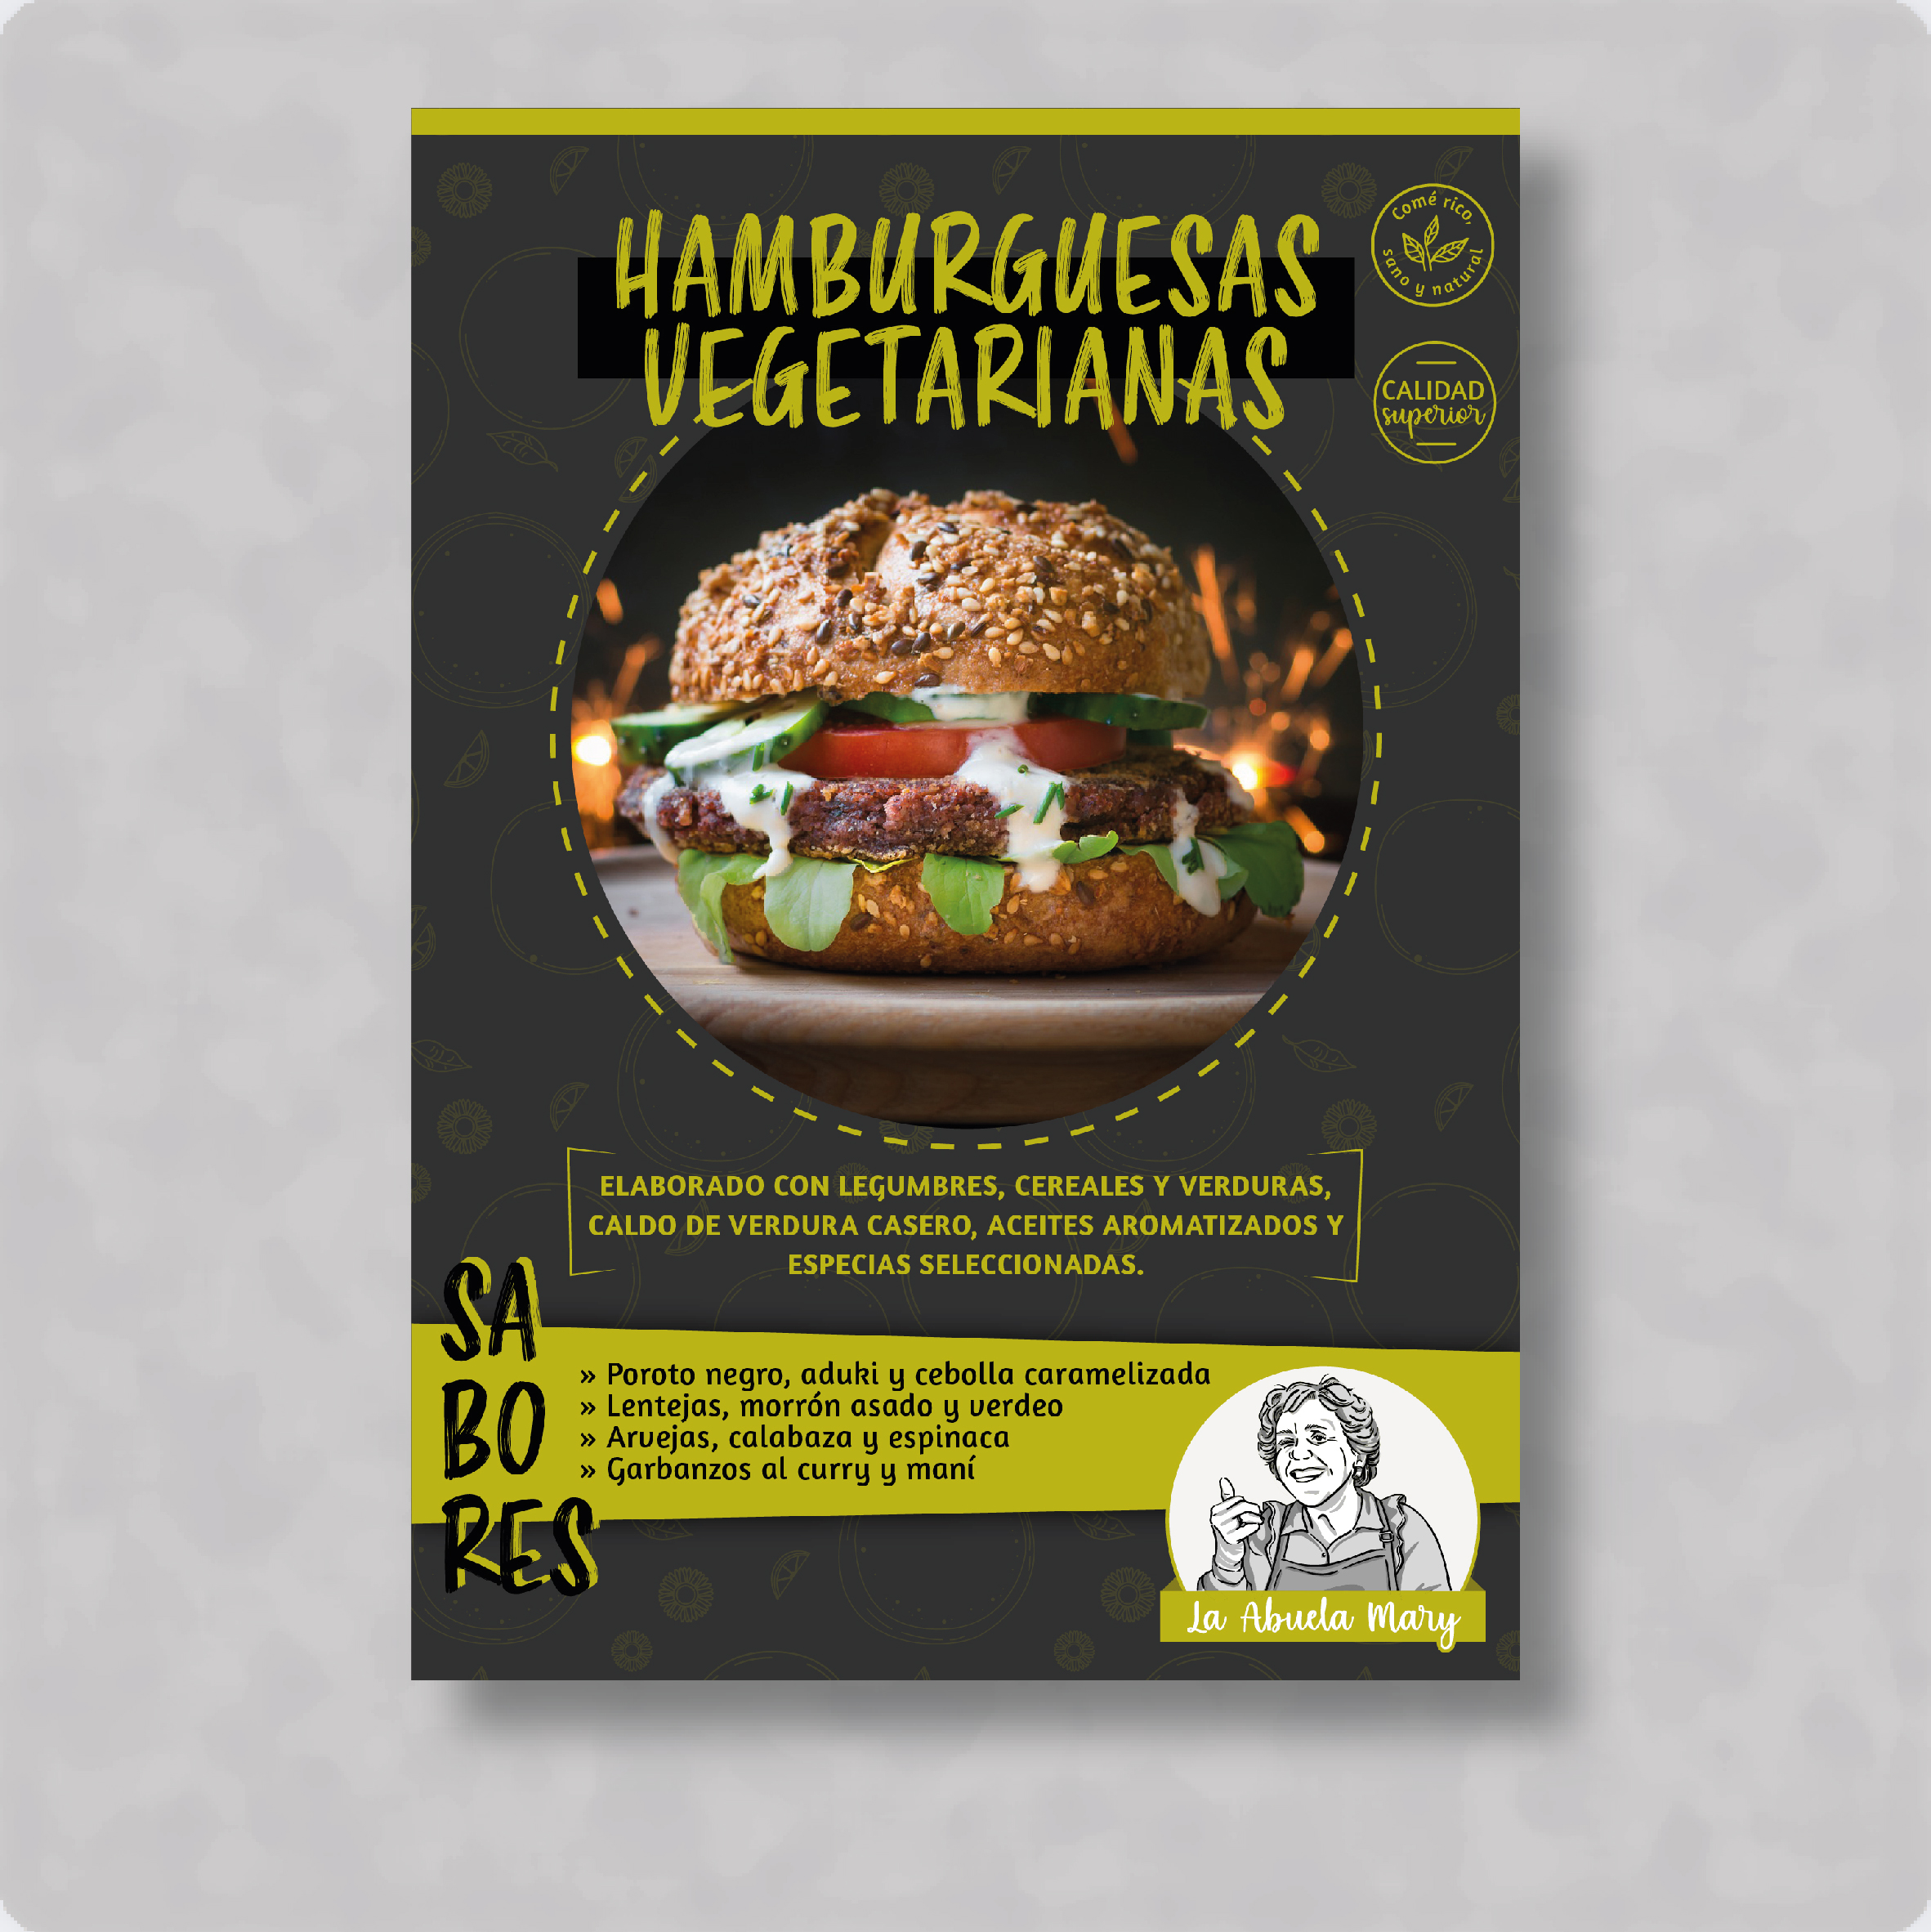 HAMBURGUESAS
VEGETARIANAS
Comé rico,
sano y natural
CALIDAD
superior
ELABORADO CON LEGUMBRES, CEREALES Y VERDURAS,
CALDO DE VERDURA CASERO, ACEITES AROMATIZADOS Y
ESPECIAS SELECCIONADAS.
SA
BO
RES
» Poroto negro, aduki y cebolla caramelizada
» Lentejas, morrón asado y verdeo
» Arvejas, calabaza y espinaca
» Garbanzos al curry y maní
La Abuela Mary